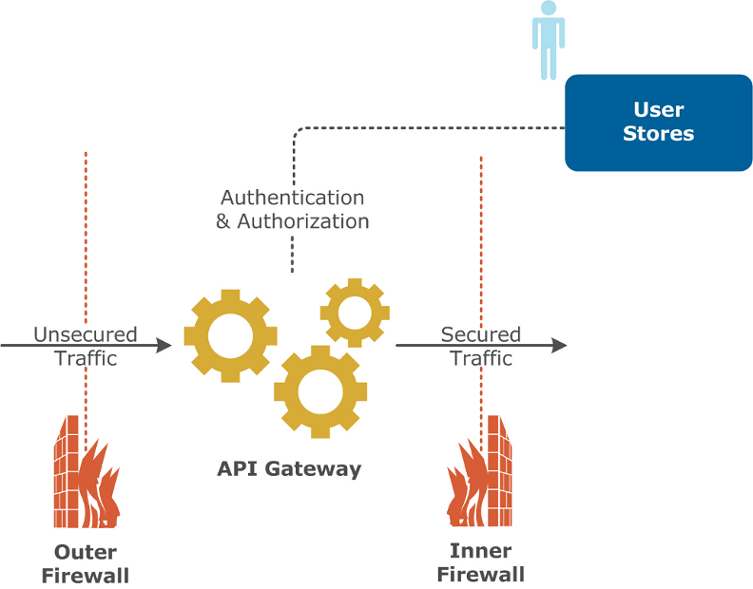 User
Stores
Authentication
& Authorization
Unsecured
Traffic
Secured
Traffic
API Gateway
Outer
Firewall
Inner
Firewall